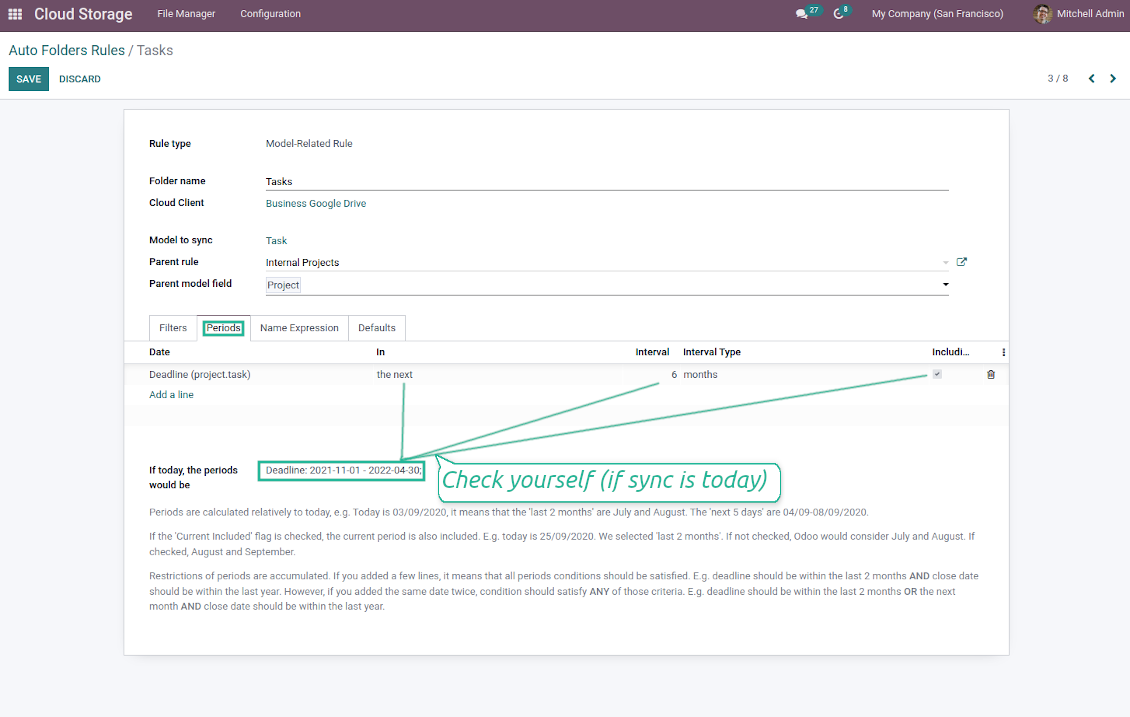 Cloud Storage File Manager Configuration 27 8 My Company (San Francisco) Mitchell Admin
Auto Folders Rules / Tasks
SAVE DISCARD 3 / 8
Rule type Model-Related Rule
Folder name Tasks
Cloud Client Business Google Drive
Model to sync Task
Parent rule Internal Projects
Parent model field Project
Filters Periods Name Expression Defaults
Date In Interval Interval Type Includi...
Deadline (project.task) the next 6 months
Add a line
If today, the periods would be Deadline: 2021-11-01 - 2022-04-30;
Check yourself (if sync is today)
Periods are calculated relatively to today, e.g. Today is 03/09/2020, it means that the 'last 2 months' are July and August. The 'next 5 days' are 04/09-08/09/2020.
If the 'Current Included' flag is checked, the current period is also included. E.g. today is 25/09/2020. We selected 'last 2 months'. If not checked, Odoo would consider July and August. If
checked, August and September.
Restrictions of periods are accumulated. If you added a few lines, it means that all periods conditions should be satisfied. E.g. deadline should be within the last 2 months AND close date
should be within the last year. However, if you added the same date twice, condition should satisfy ANY of those criteria. E.g. deadline should be within the last 2 months OR the next
month AND close date should be within the last year.